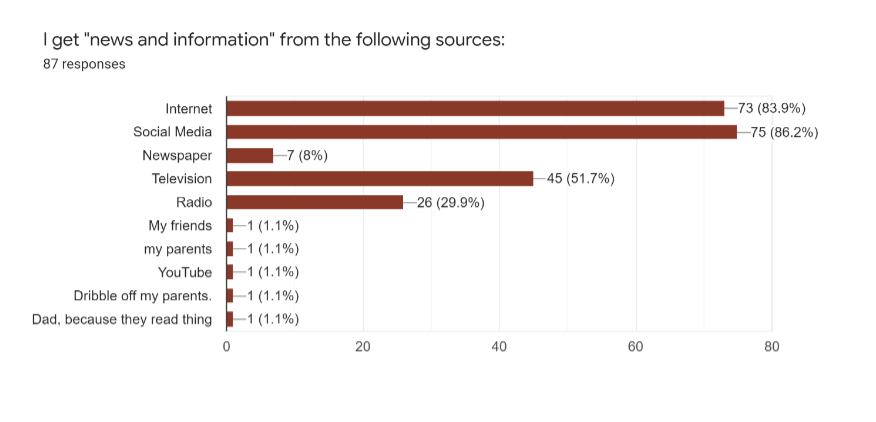 I get "news and information" from the following sources:
87 responses
Internet 73 (83.9%)
Social Media 75 (86.2%)
Newspaper 7 (8%)
Television 45 (51.7%)
Radio 26 (29.9%)
My friends 1 (1.1%)
my parents 1 (1.1%)
YouTube 1 (1.1%)
Dribble off my parents. 1 (1.1%)
Dad, because they read thing 1 (1.1%)
0 20 40 60 80